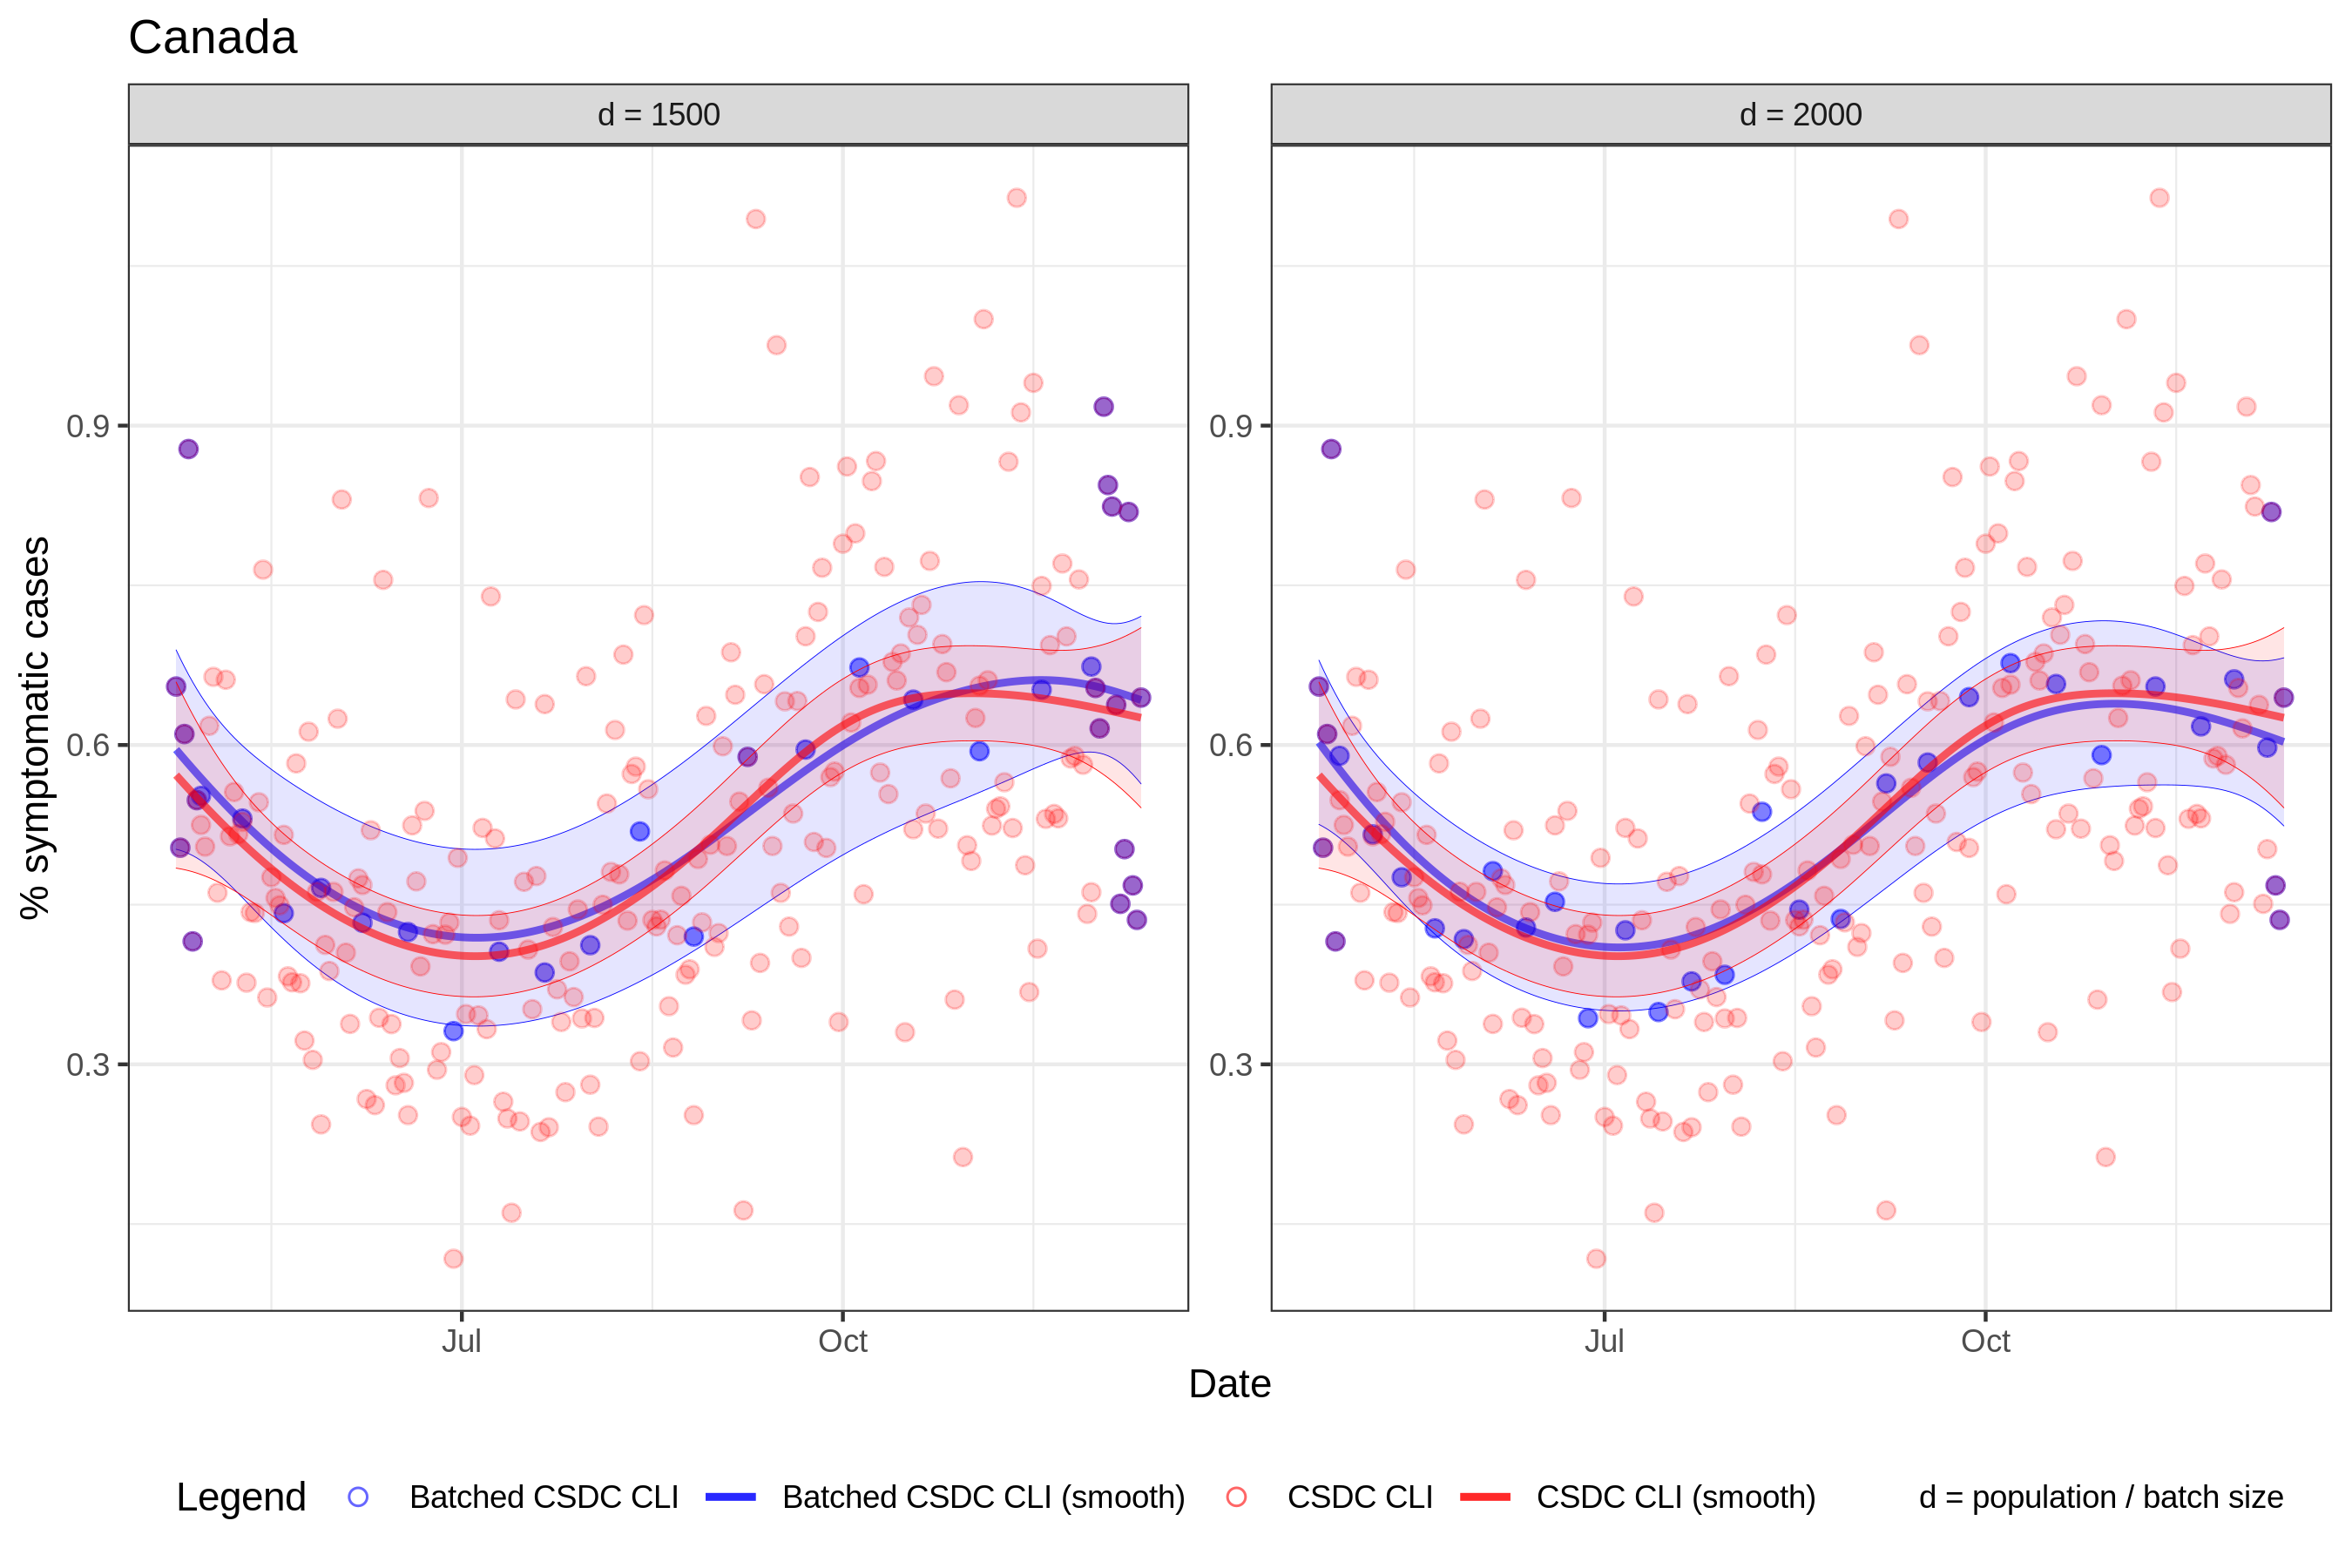 Canada
d = 1500
d = 2000
% symptomatic cases
0.9
0.6
0.3
0.9
0.6
0.3
Jul
Oct
Jul
Oct
Date
Legend Batched CSDC CLI Batched CSDC CLI (smooth) CSDC CLI CSDC CLI (smooth) d = population / batch size